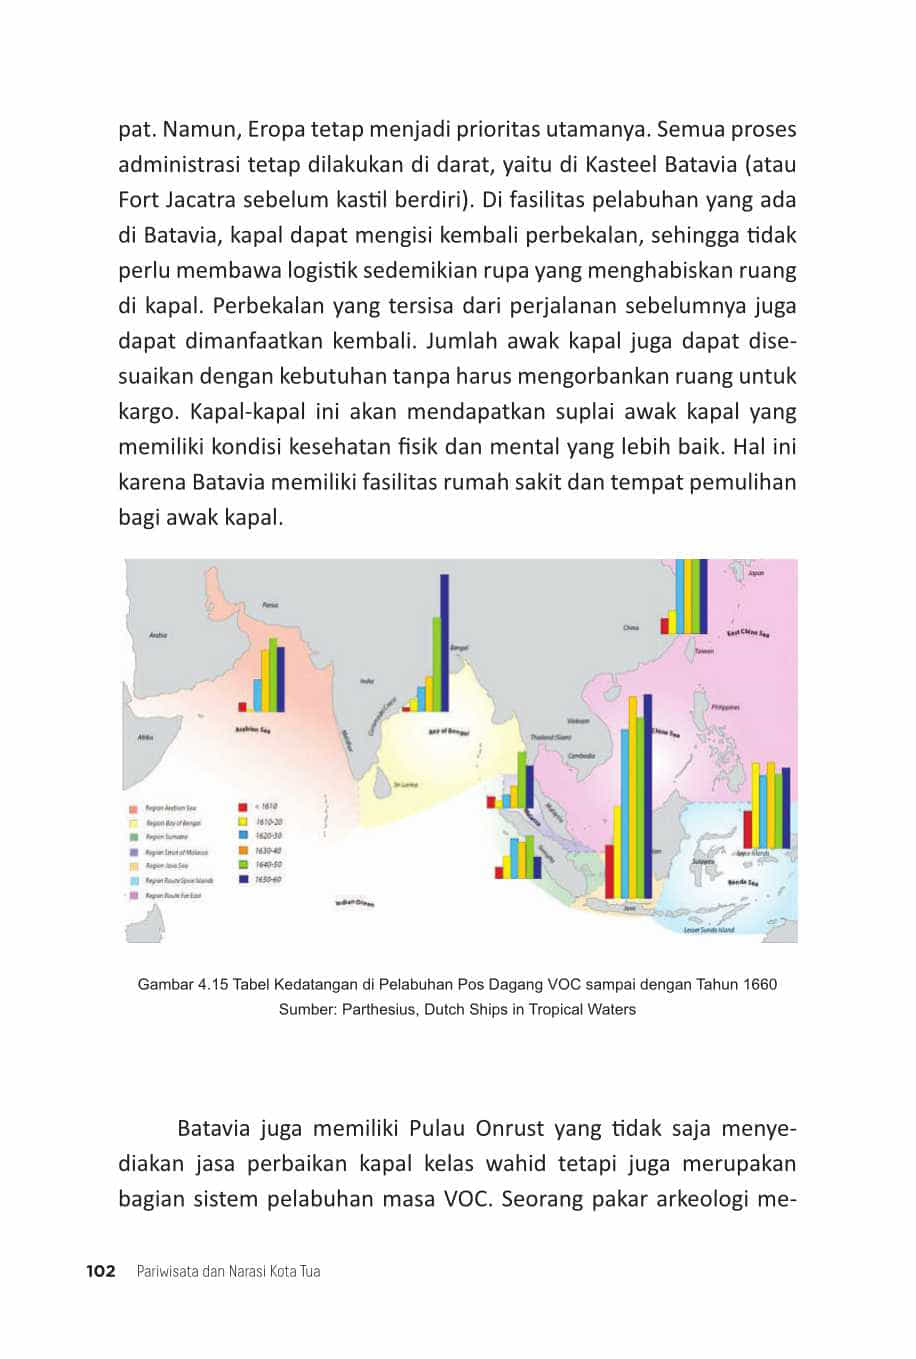 pat. Namun, Eropa tetap menjadi prioritas utamanya. Semua proses
administrasi tetap dilakukan di darat, yaitu di Kasteel Batavia (atau
Fort Jacatra sebelum kastil berdiri). Di fasilitas pelabuhan yang ada
di Batavia, kapal dapat mengisi kembali perbekalan, sehingga tidak
perlu membawa logistik sedemikian rupa yang menghabiskan ruang
di kapal. Perbekalan yang tersisa dari perjalanan sebelumnya juga
dapat dimanfaatkan kembali. Jumlah awak kapal juga dapat dise-
suaikan dengan kebutuhan tanpa harus mengorbankan ruang untuk
kargo. Kapal-kapal ini akan mendapatkan suplai awak kapal yang
memiliki kondisi kesehatan fisik dan mental yang lebih baik. Hal ini
karena Batavia memiliki fasilitas rumah sakit dan tempat pemulihan
bagi awak kapal.
Japan
Persia
China
East China Sea
Arabia
Bengal
Taiwan
India
Coromandel Coast
Philippines
Vietnam
Arabian Sea
Bay of Bengal
China Sea
Afrika
Malabar
Thailand (Siam)
Cambodia
Sri Lanka
Malacca
Malaysia
Sumatra
Sulawesi
Spice Islands
Banda Sea
Indian Ocean
Java
Lesser Sunda Island
Region Arabian Sea
Region Bay of Bengal
Region Sumatra
Region Strait of Malacca
Region Java Sea
Region Route Spice Islands
Region Route Far East
< 1610
1610-20
1620-30
1630-40
1640-50
1650-60
Gambar 4.15 Tabel Kedatangan di Pelabuhan Pos Dagang VOC sampai dengan Tahun 1660
Sumber: Parthesius, Dutch Ships in Tropical Waters
Batavia juga memiliki Pulau Onrust yang tidak saja menye-
diakan jasa perbaikan kapal kelas wahid tetapi juga merupakan
bagian sistem pelabuhan masa VOC. Seorang pakar arkeologi me-
102 Pariwisata dan Narasi Kota Tua